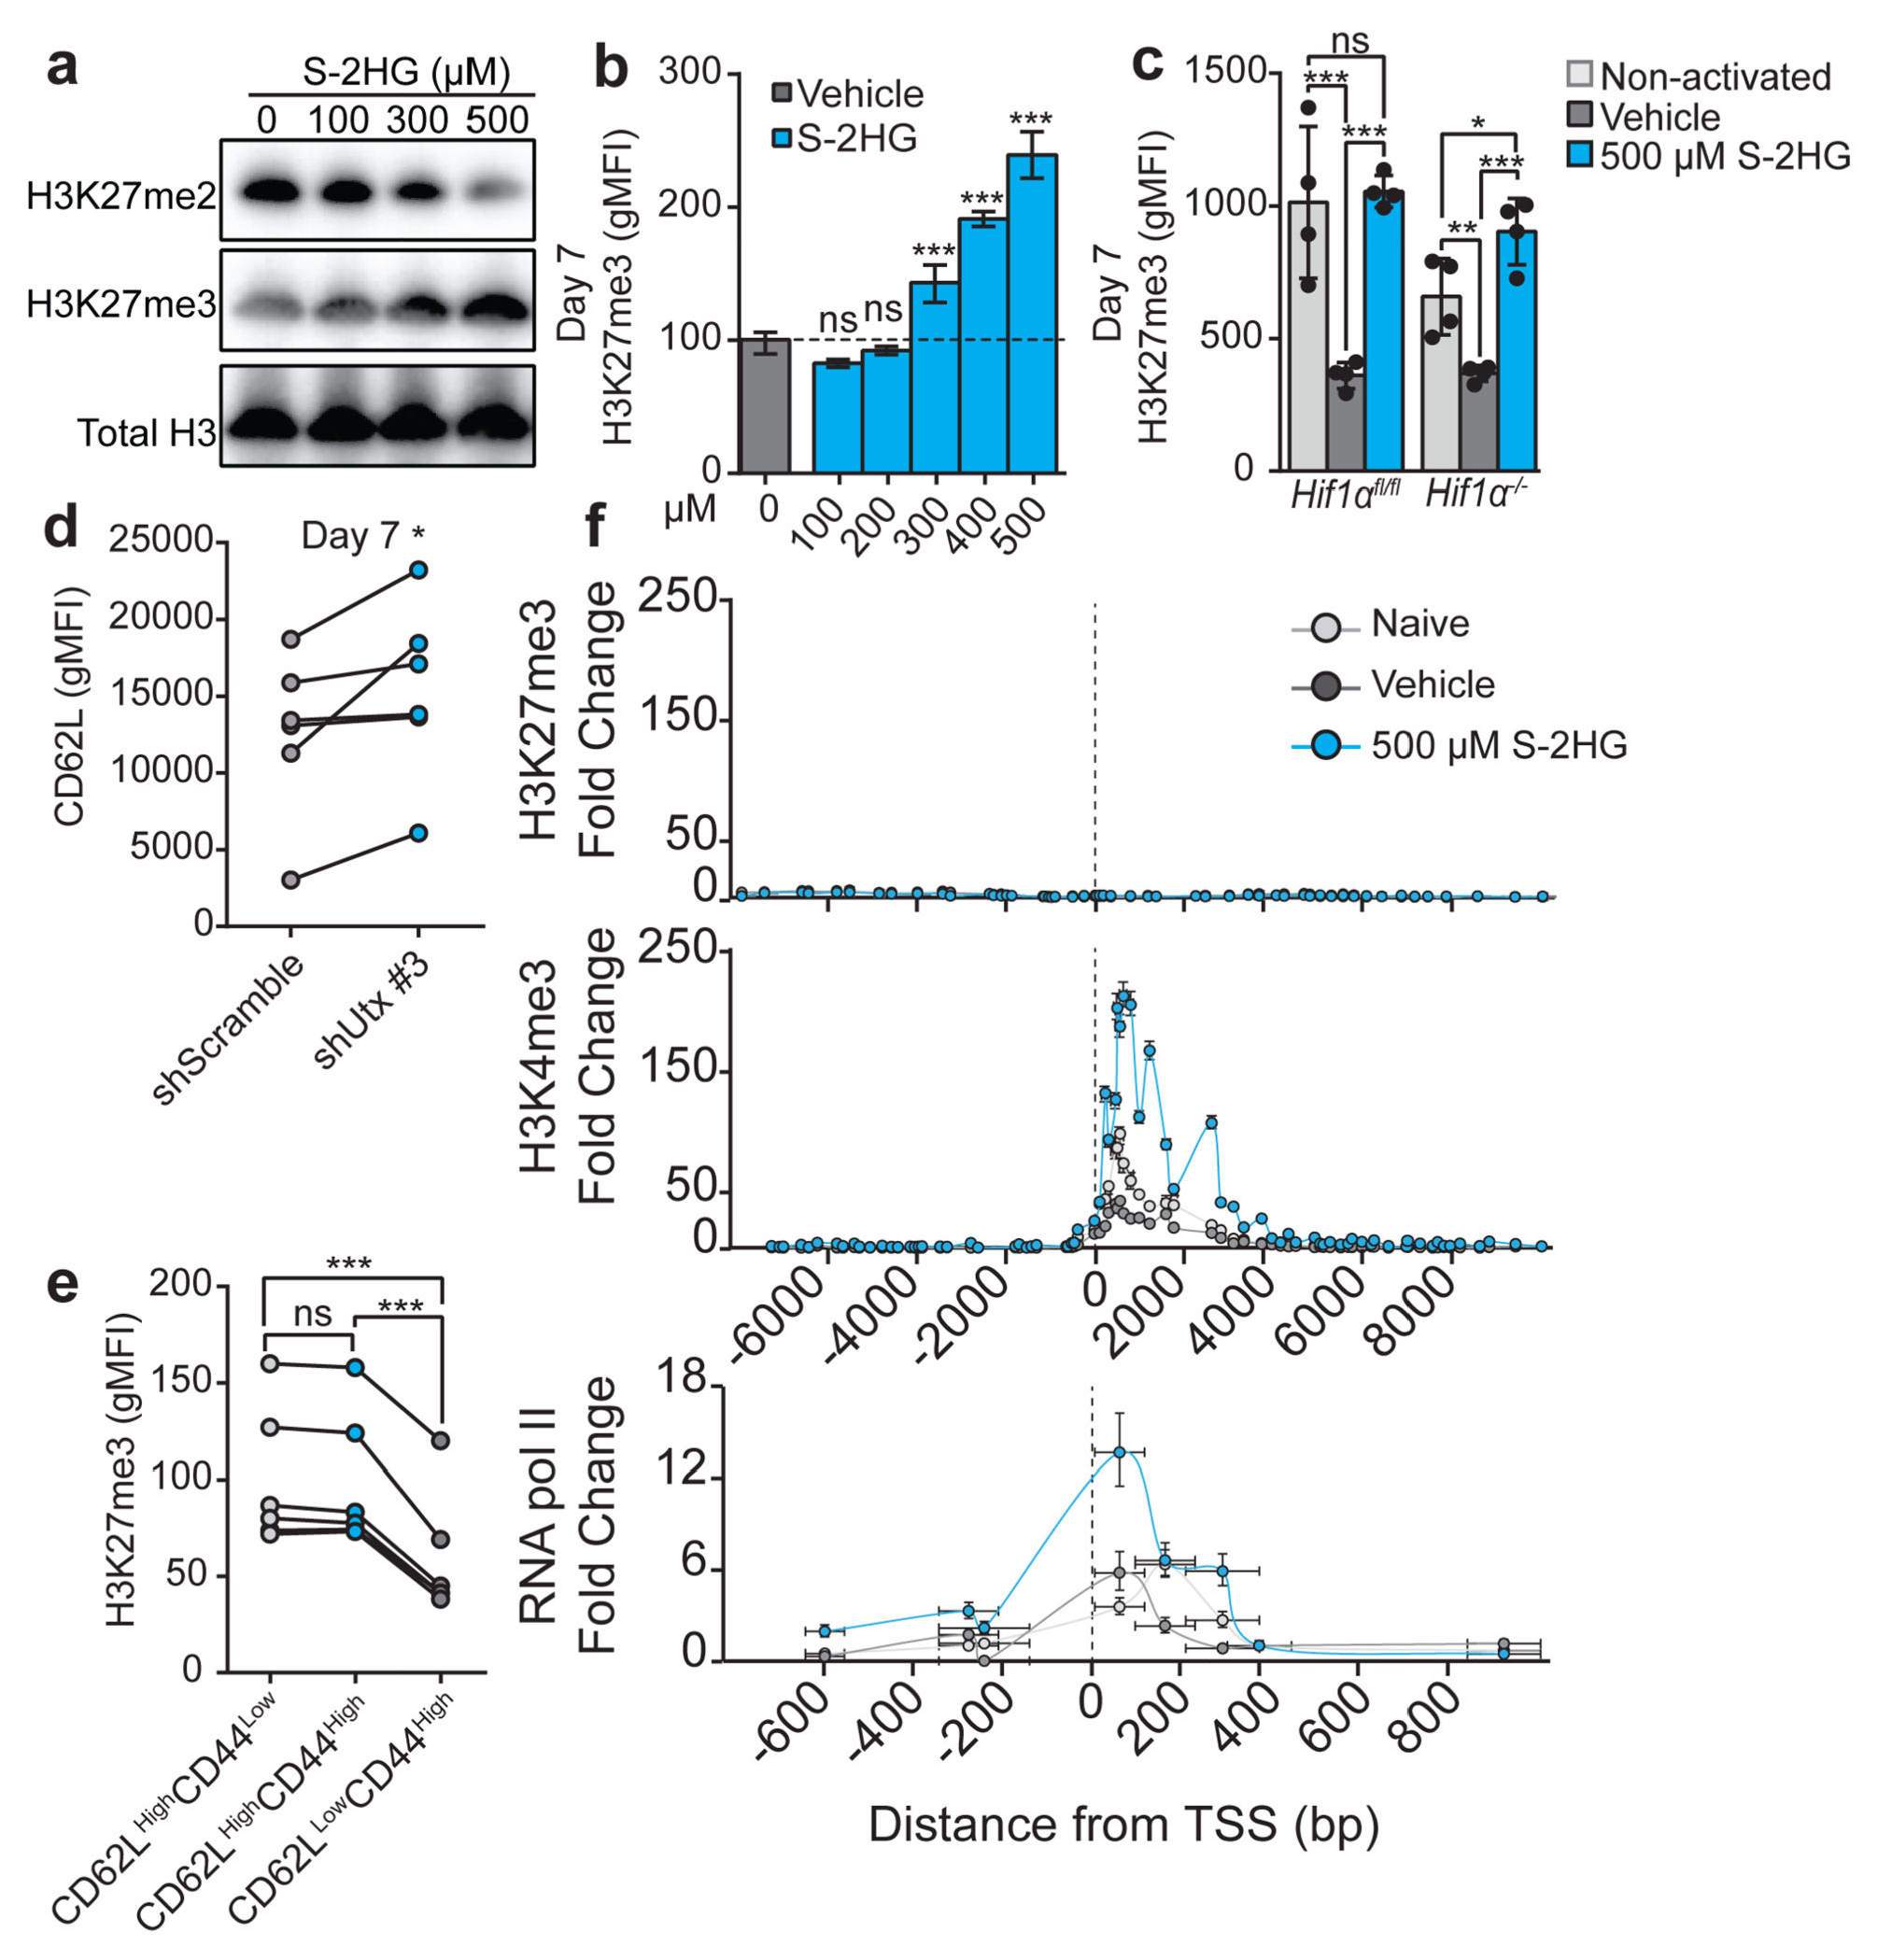 a
S-2HG (µM)
0 100 300 500
H3K27me2
H3K27me3
Total H3
b
Day 7
H3K27me3 (gMFI)
300
200
100
0
Vehicle
S-2HG
ns ns *** *** ***
µM 0 100 200 300 400 500
c
Day 7
H3K27me3 (gMFI)
1500
1000
500
0
ns
*** ***
* *** **
Hif1α fl/fl Hif1α -/-
Non-activated
Vehicle
500 µM S-2HG
d
CD62L (gMFI)
Day 7 *
25000
20000
15000
10000
5000
0
shScramble shUtx #3
e
H3K27me3 (gMFI)
200
150
100
50
0
***
ns ***
CD62L High CD44 Low
CD62L High CD44 High
CD62L Low CD44 High
f
H3K27me3
Fold Change
250
150
50
0
Naive
Vehicle
500 µM S-2HG
H3K4me3
Fold Change
250
150
50
0
-6000 -4000 -2000 0 2000 4000 6000 8000
RNA pol II
Fold Change
18
12
6
0
-600 -400 -200 0 200 400 600 800
Distance from TSS (bp)